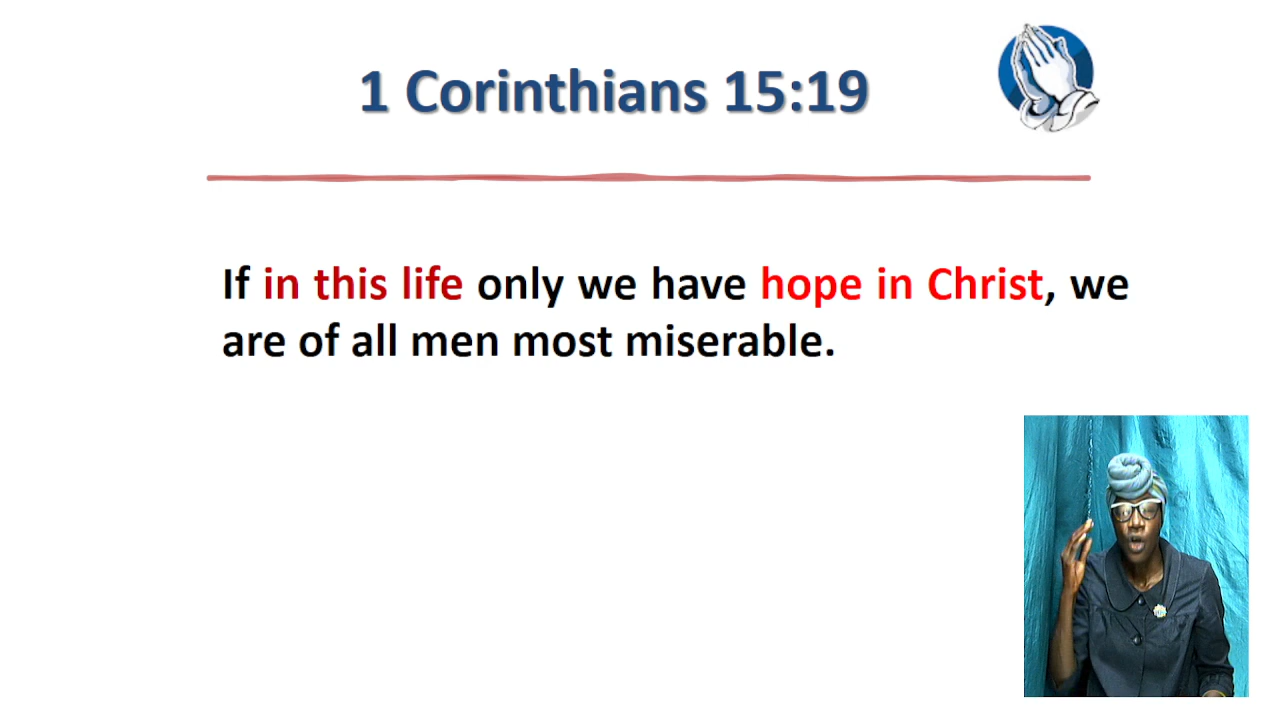 1 Corinthians 15:19
If in this life only we have hope in Christ, we
are of all men most miserable.